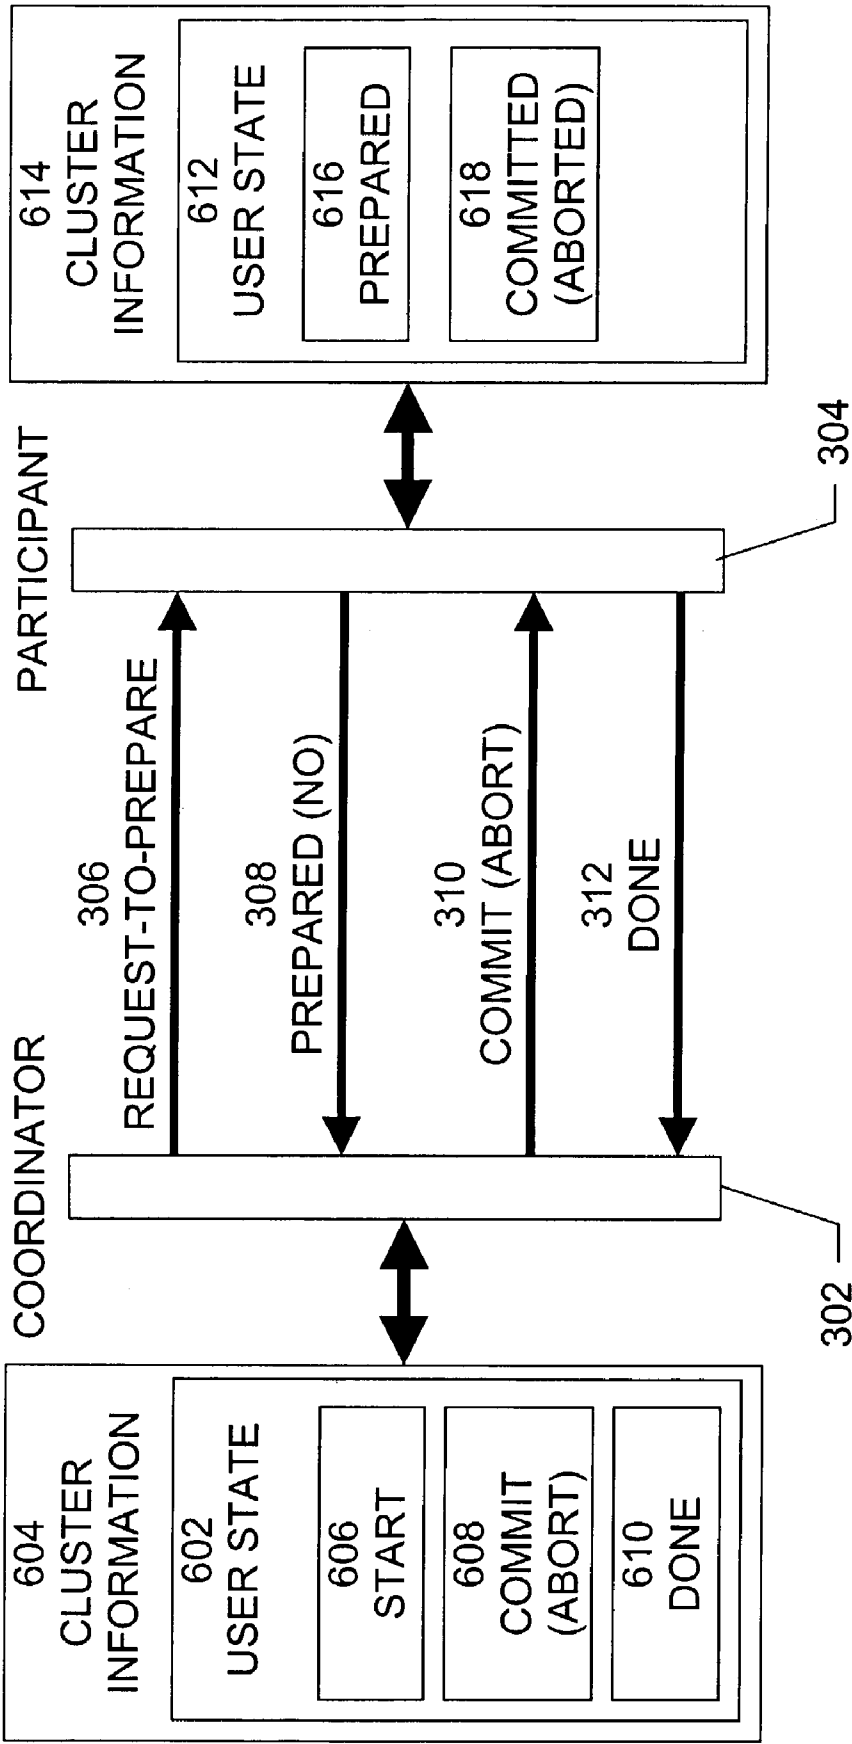 COORDINATOR
PARTICIPANT
604
CLUSTER
INFORMATION
602
USER STATE
606
START
608
COMMIT
(ABORT)
610
DONE
306
REQUEST-TO-PREPARE
308
PREPARED (NO)
310
COMMIT (ABORT)
312
DONE
614
CLUSTER
INFORMATION
612
USER STATE
616
PREPARED
618
COMMITTED
(ABORTED)
302
304